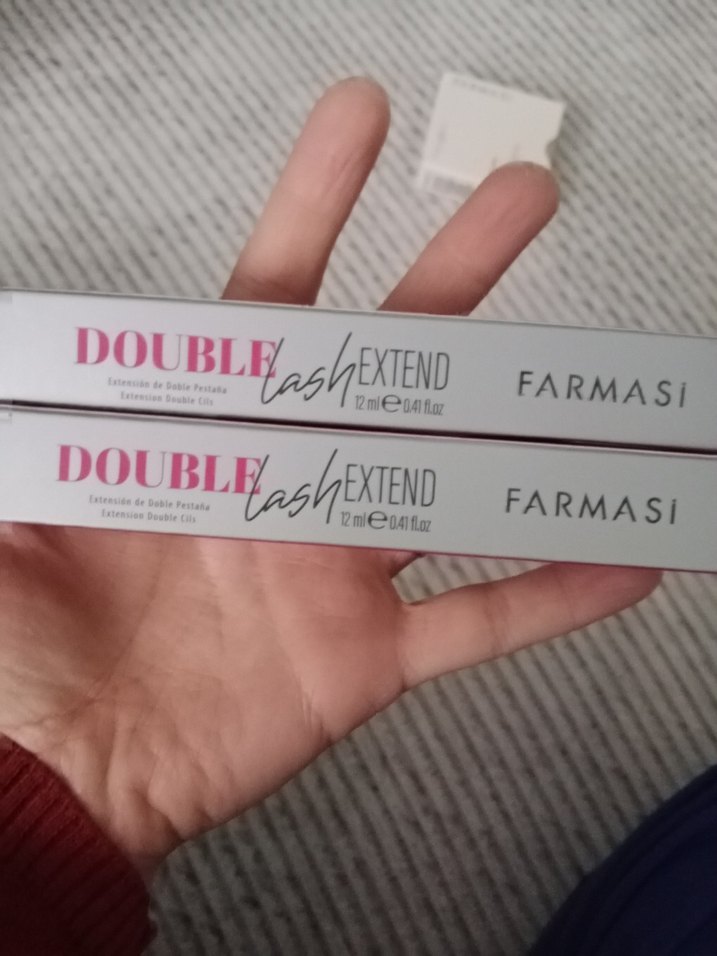 DOUBLE lash EXTEND FARMASi
Extensión de Doble Pestaña
Extension Double Cils
12 ml e 0.41 fl.oz
DOUBLE lash EXTEND FARMASi
Extensión de Doble Pestaña
Extension Double Cils
12 ml e 0.41 fl.oz